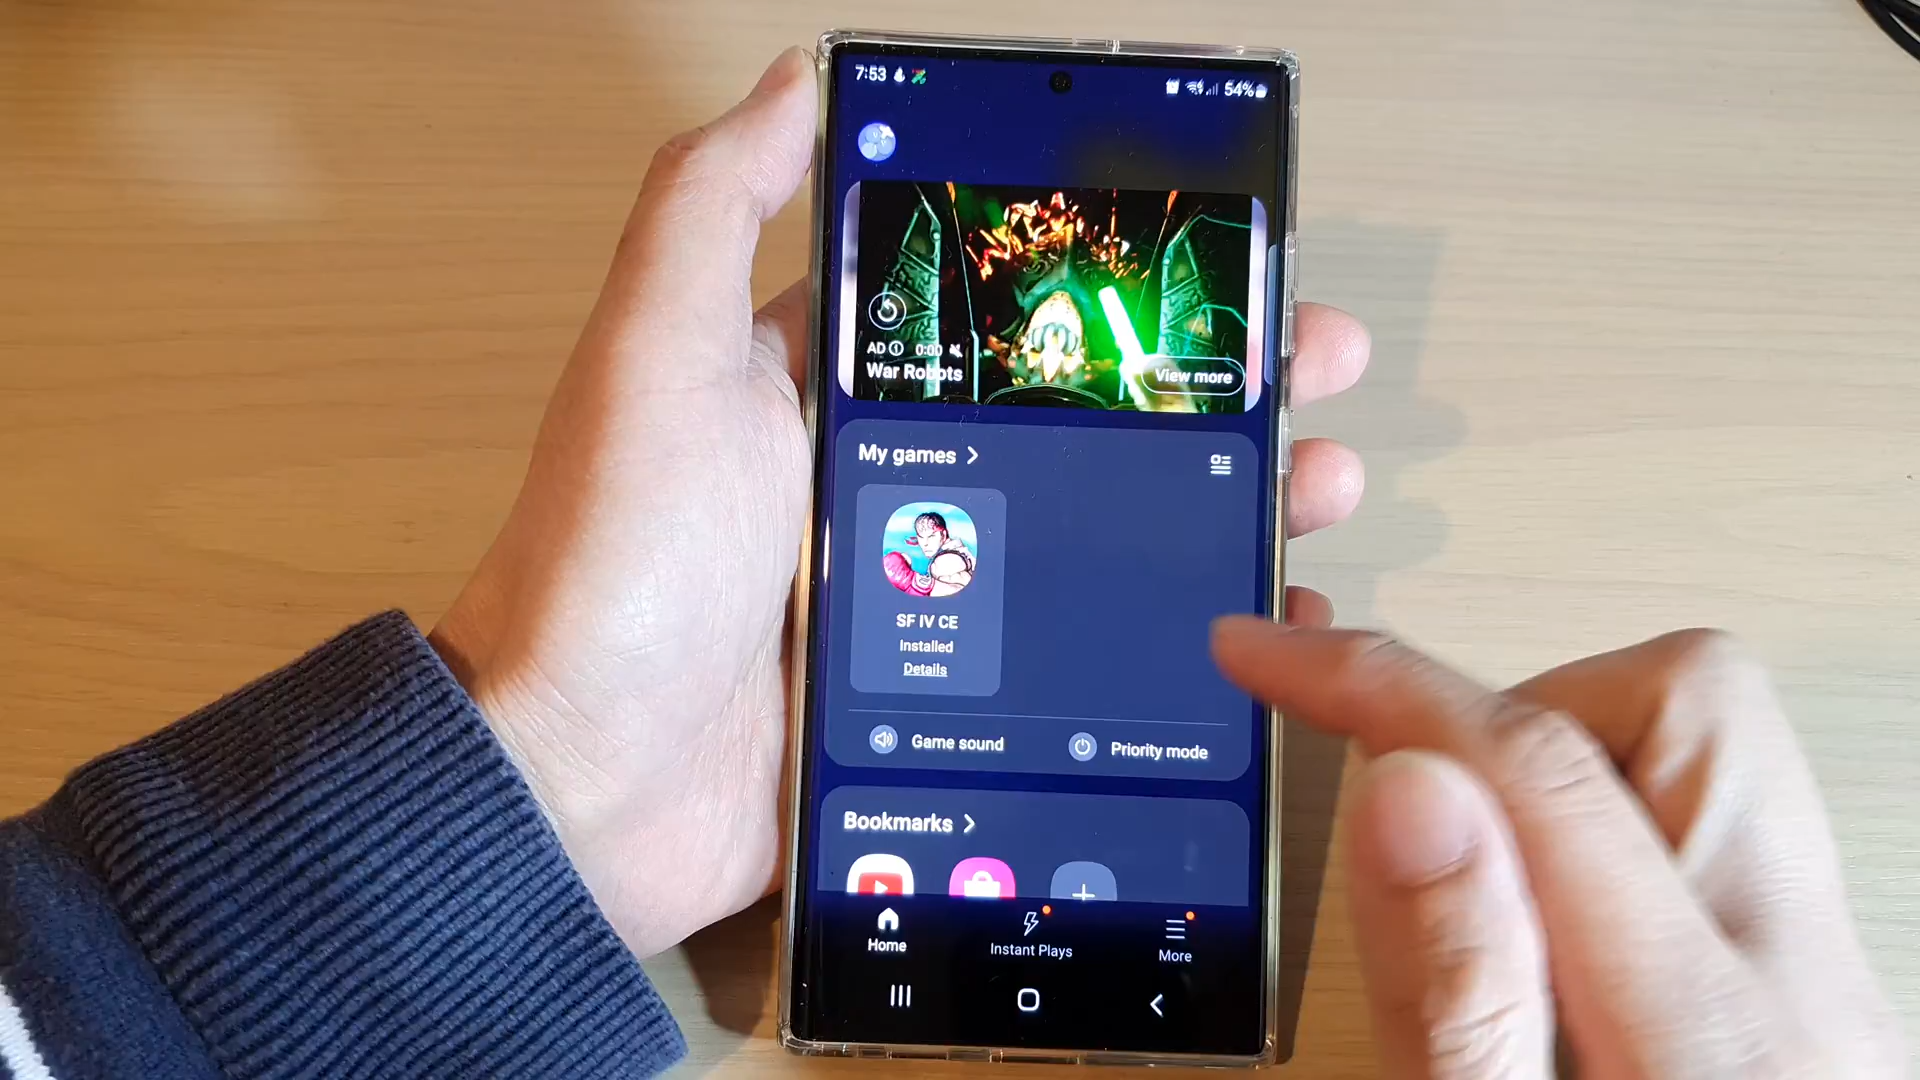 7:53
54%
AD 0:00
War Robots
View more
My games
SF IV CE
Installed
Details
Game sound
Priority mode
Bookmarks
Home
Instant Plays
More